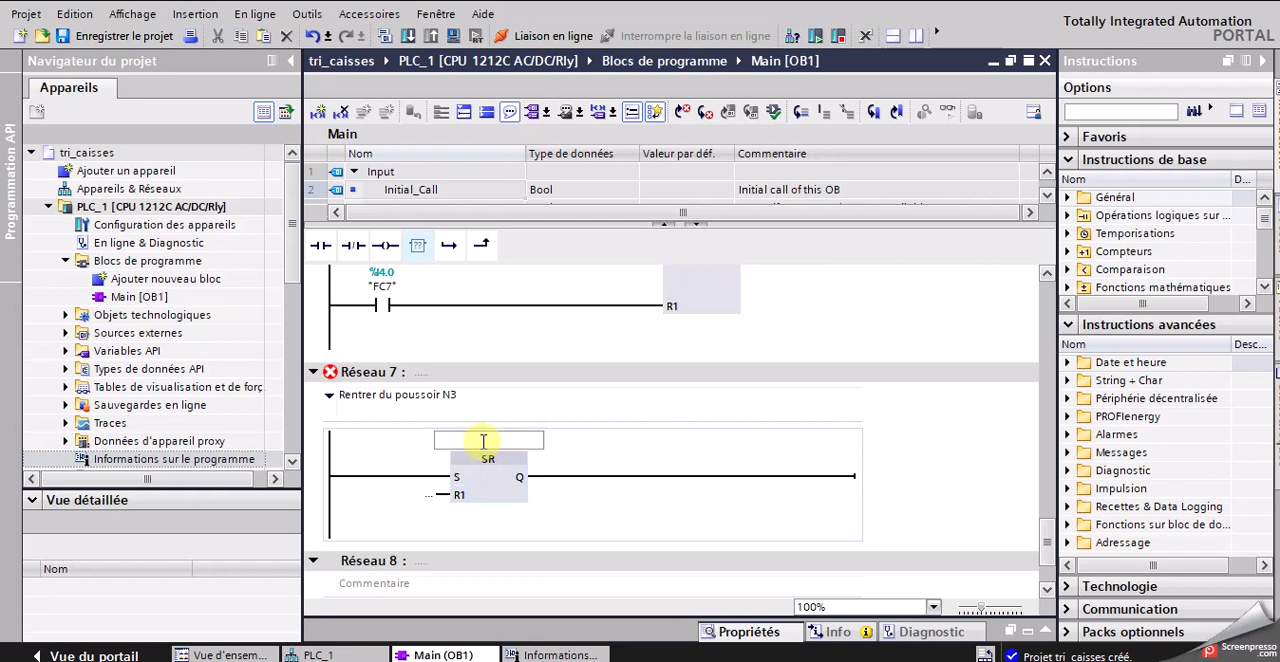 Projet Edition Affichage Insertion En ligne Outils Accessoires Fenêtre Aide
Totally Integrated Automation
PORTAL
Enregistrer le projet Liaison en ligne Interrompre la liaison en ligne
Navigateur du projet
tri_caisses PLC_1 [CPU 1212C AC/DC/Rly] Blocs de programme Main [OB1]
Instructions
Appareils
Options
Programmation API
Main
Nom Type de données Valeur par déf. Commentaire
1 Input
2 Initial_Call Bool Initial call of this OB
tri_caisses
Ajouter un appareil
Appareils & Réseaux
PLC_1 [CPU 1212C AC/DC/Rly]
Configuration des appareils
En ligne & Diagnostic
Blocs de programme
Ajouter nouveau bloc
Main [OB1]
Objets technologiques
Sources externes
Variables API
Types de données API
Tables de visualisation et de forç
Sauvegardes en ligne
Traces
Données d'appareil proxy
Informations sur le programme
Vue détaillée
Nom
%I4.0
"FC7"
R1
Réseau 7 : .....
Rentrer du poussoir N3
SR
S Q
... R1
Réseau 8 : .....
Commentaire
100%
Propriétés Info Diagnostic
Favoris
Instructions de base
Nom D...
Général
Opérations logiques sur ...
Temporisations
Compteurs
Comparaison
Fonctions mathématiques
Instructions avancées
Nom Desc...
Date et heure
String + Char
Périphérie décentralisée
PROFIenergy
Alarmes
Messages
Diagnostic
Impulsion
Recettes & Data Logging
Fonctions sur bloc de do...
Adressage
Technologie
Communication
Packs optionnels
Vue du portail Vue d'ensem... PLC_1 Main (OB1) Informations...
Projet tri_caisses créé.
Screenpresso
.com